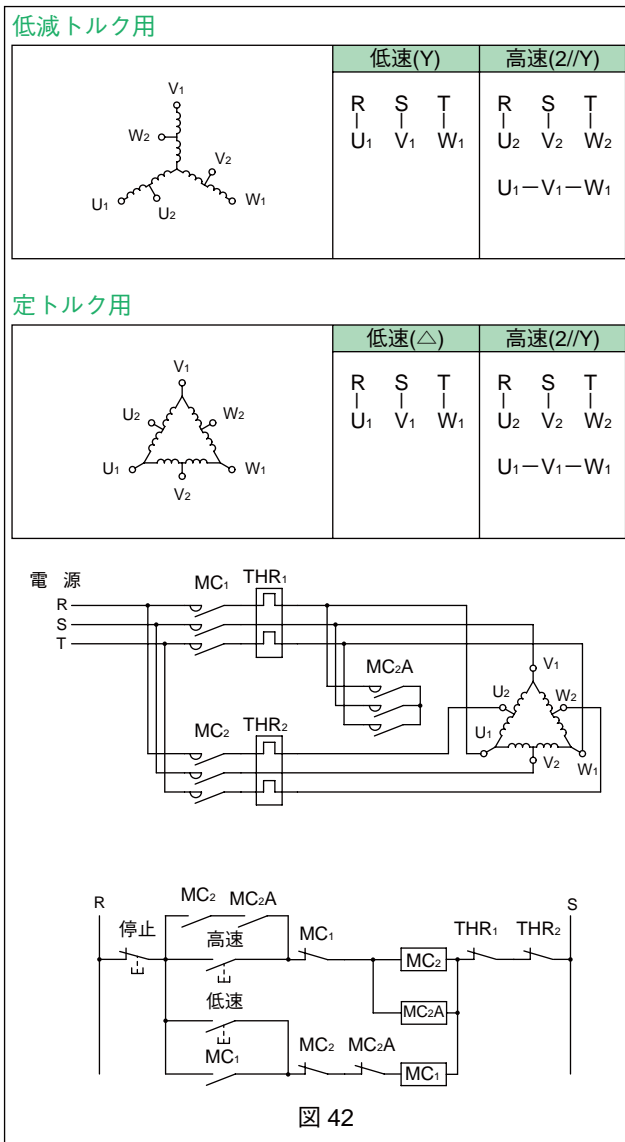 低減トルク用
低速(Y) 高速(2//Y)
V₁
W₂
V₂
U₁ U₂ W₁
R S T R S T
U₁ V₁ W₁ U₂ V₂ W₂
U₁－V₁－W₁
定トルク用
低速(△) 高速(2//Y)
V₁
U₂ W₂
U₁ W₁
V₂
R S T R S T
U₁ V₁ W₁ U₂ V₂ W₂
U₁－V₁－W₁
電 源
MC₁ THR₁
R
S
T
MC₂A
V₁
U₂ W₂
MC₂ THR₂
U₁
V₂ W₁
R S
MC₂ MC₂A
停止 高速 MC₁ THR₁ THR₂
MC₂
低速
MC₂A
MC₁ MC₂ MC₂A
MC₁
図 42